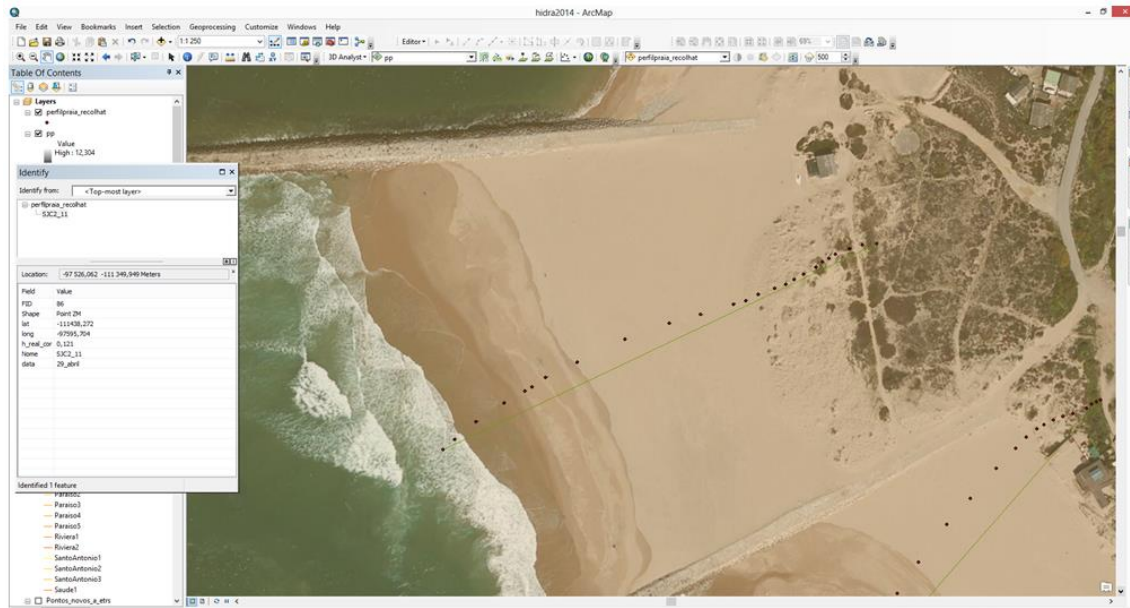 hidra2014 - ArcMap
File Edit View Bookmarks Insert Selection Geoprocessing Customize Windows Help
1:1 250 Editor
3D Analyst pp perfilpraia_recolhat 500
Table Of Contents
Layers
perfilpraia_recolhat
pp
Value
High : 12,304
Identify
Identify from: <Top-most layer>
perfilpraia_recolhat
SJC2_11
Location: -97 526,062 -111 349,949 Meters
Field Value
FID 86
Shape Point ZM
lat -111438,272
long -97595,704
h_real_cor 0,121
Nome SJC2_11
data 29_abril
Identified 1 feature
Paraiso2
Paraiso3
Paraiso4
Paraiso5
Riviera1
Riviera2
SantoAntonio1
SantoAntonio2
SantoAntonio3
Saude1
Pontos_novos_a_etrs